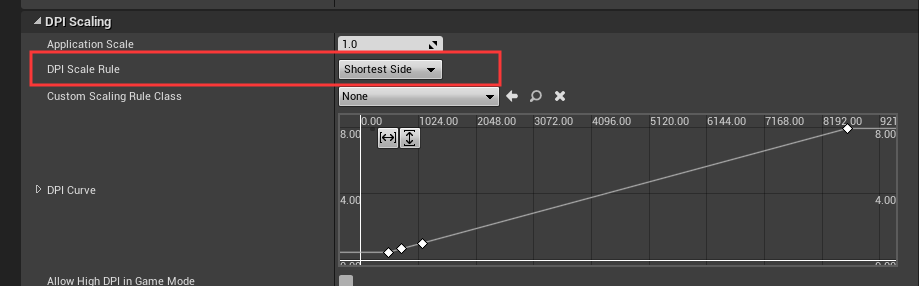 DPI Scaling
Application Scale 1.0
DPI Scale Rule Shortest Side
Custom Scaling Rule Class None
0.00 1024.00 2048.00 3072.00 4096.00 5120.00 6144.00 7168.00 8192.00 921
8.00 8.00
DPI Curve
4.00 4.00
0.00 0.00
Allow High DPI in Game Mode